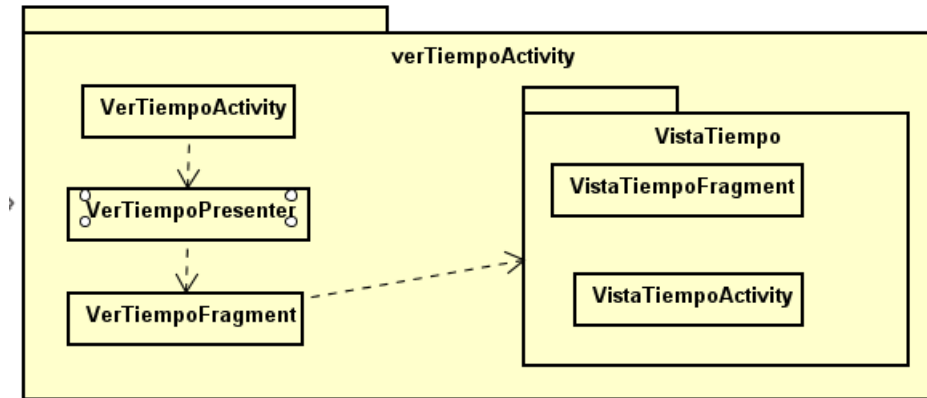 verTiempoActivity
VerTiempoActivity
VerTiempoPresenter
VerTiempoFragment
VistaTiempo
VistaTiempoFragment
VistaTiempoActivity